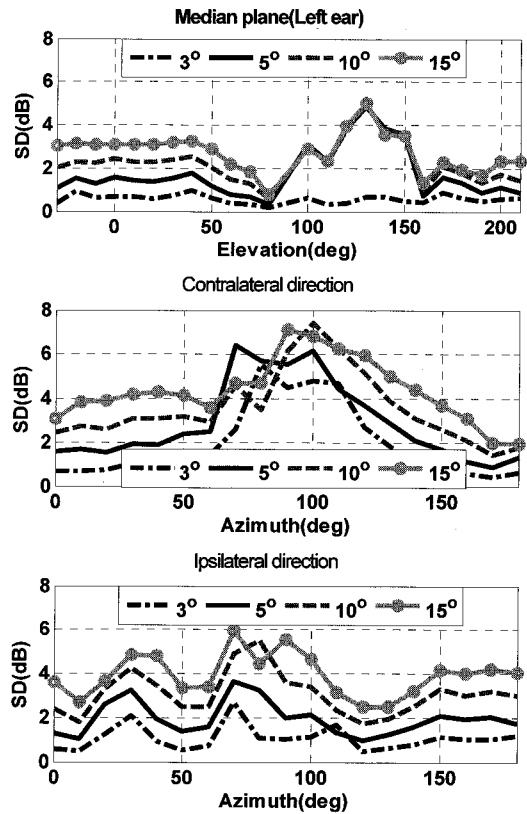 Median plane(Left ear)
8
6
4
2
0
SD(dB)
3° 5° 10° 15°
0 50 100 150 200
Elevation(deg)
Contralateral direction
8
6
4
2
0
SD(dB)
3° 5° 10° 15°
0 50 100 150
Azimuth(deg)
Ipsilateral direction
8
6
4
2
0
SD(dB)
3° 5° 10° 15°
0 50 100 150
Azimuth(deg)